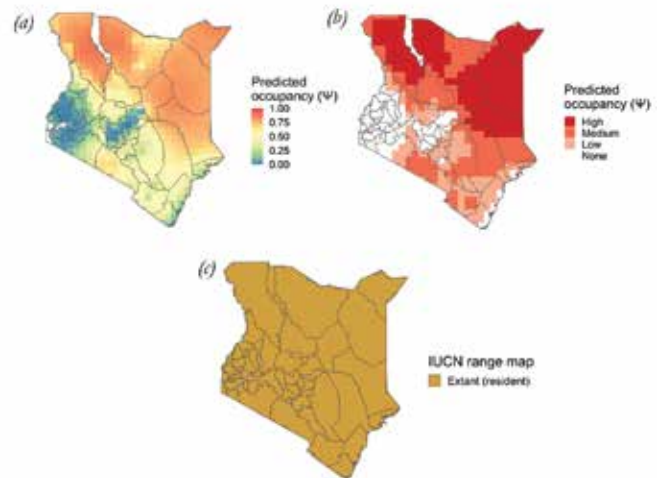 (a)
Predicted
occupancy (Ψ)
1.00
0.75
0.50
0.25
0.00
(b)
Predicted
occupancy (Ψ)
High
Medium
Low
None
(c)
IUCN range map
Extant (resident)